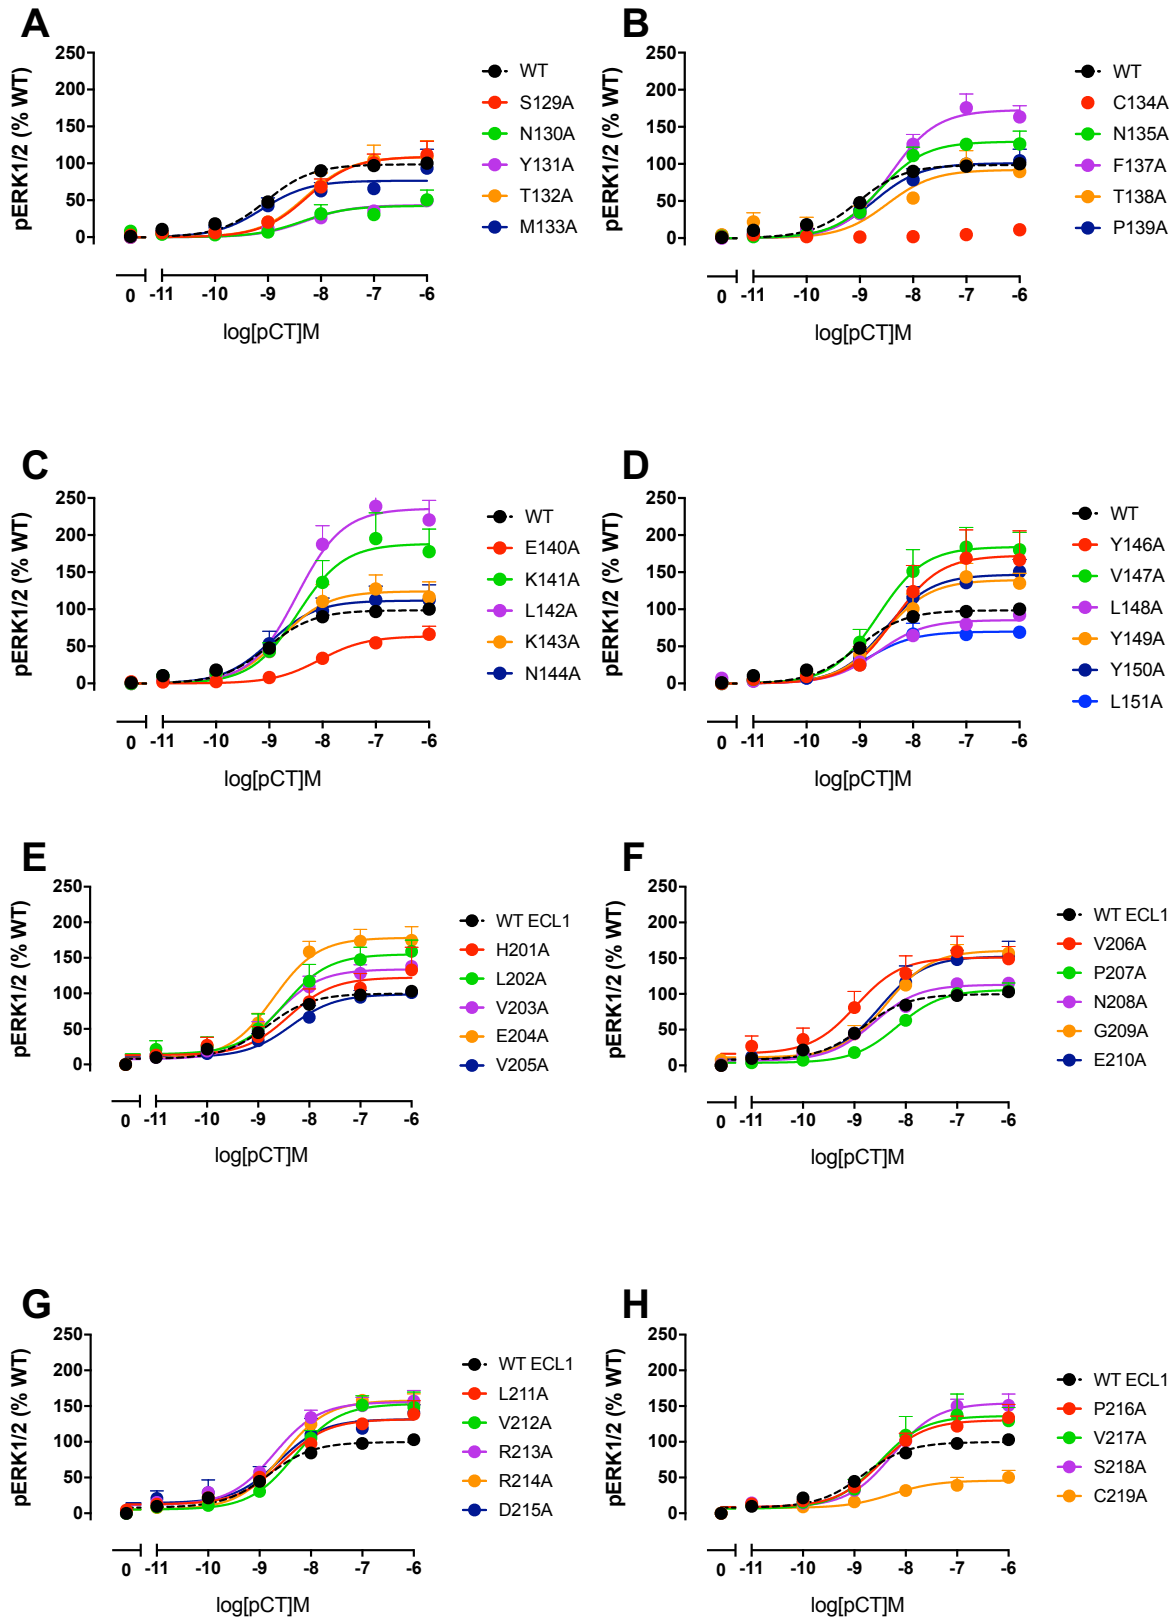 A
pERK1/2 (% WT)
250
200
150
100
50
0
0 -11 -10 -9 -8 -7 -6
log[pCT]M
WT
S129A
N130A
Y131A
T132A
M133A
B
pERK1/2 (% WT)
250
200
150
100
50
0
0 -11 -10 -9 -8 -7 -6
log[pCT]M
WT
C134A
N135A
F137A
T138A
P139A
C
pERK1/2 (% WT)
250
200
150
100
50
0
0 -11 -10 -9 -8 -7 -6
log[pCT]M
WT
E140A
K141A
L142A
K143A
N144A
D
pERK1/2 (% WT)
250
200
150
100
50
0
0 -11 -10 -9 -8 -7 -6
log[pCT]M
WT
Y146A
V147A
L148A
Y149A
Y150A
L151A
E
pERK1/2 (% WT)
250
200
150
100
50
0
0 -11 -10 -9 -8 -7 -6
log[pCT]M
WT ECL1
H201A
L202A
V203A
E204A
V205A
F
pERK1/2 (% WT)
250
200
150
100
50
0
0 -11 -10 -9 -8 -7 -6
log[pCT]M
WT ECL1
V206A
P207A
N208A
G209A
E210A
G
pERK1/2 (% WT)
250
200
150
100
50
0
0 -11 -10 -9 -8 -7 -6
log[pCT]M
WT ECL1
L211A
V212A
R213A
R214A
D215A
H
pERK1/2 (% WT)
250
200
150
100
50
0
0 -11 -10 -9 -8 -7 -6
log[pCT]M
WT ECL1
P216A
V217A
S218A
C219A